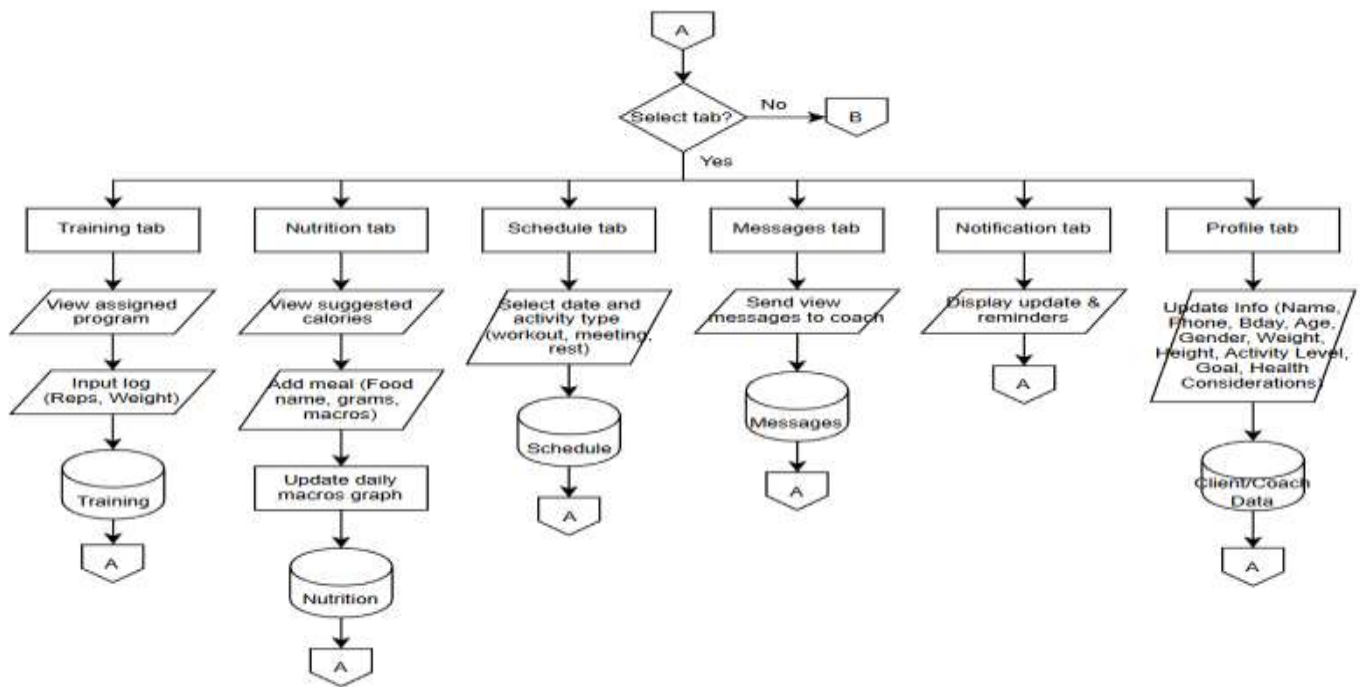 A
Select tab?
No
B
Yes
Training tab
View assigned
program
Input log
(Reps, Weight)
Training
A
Nutrition tab
View suggested
calories
Add meal (Food
name, grams,
macros)
Update daily
macros graph
Nutrition
A
Schedule tab
Select date and
activity type
(workout, meeting,
rest)
Schedule
A
Messages tab
Send view
messages to coach
Messages
A
Notification tab
Display update &
reminders
A
Profile tab
Update Info (Name,
Phone, Bday, Age,
Gender, Weight,
Height, Activity Level,
Goal, Health
Considerations)
Client/Coach
Data
A